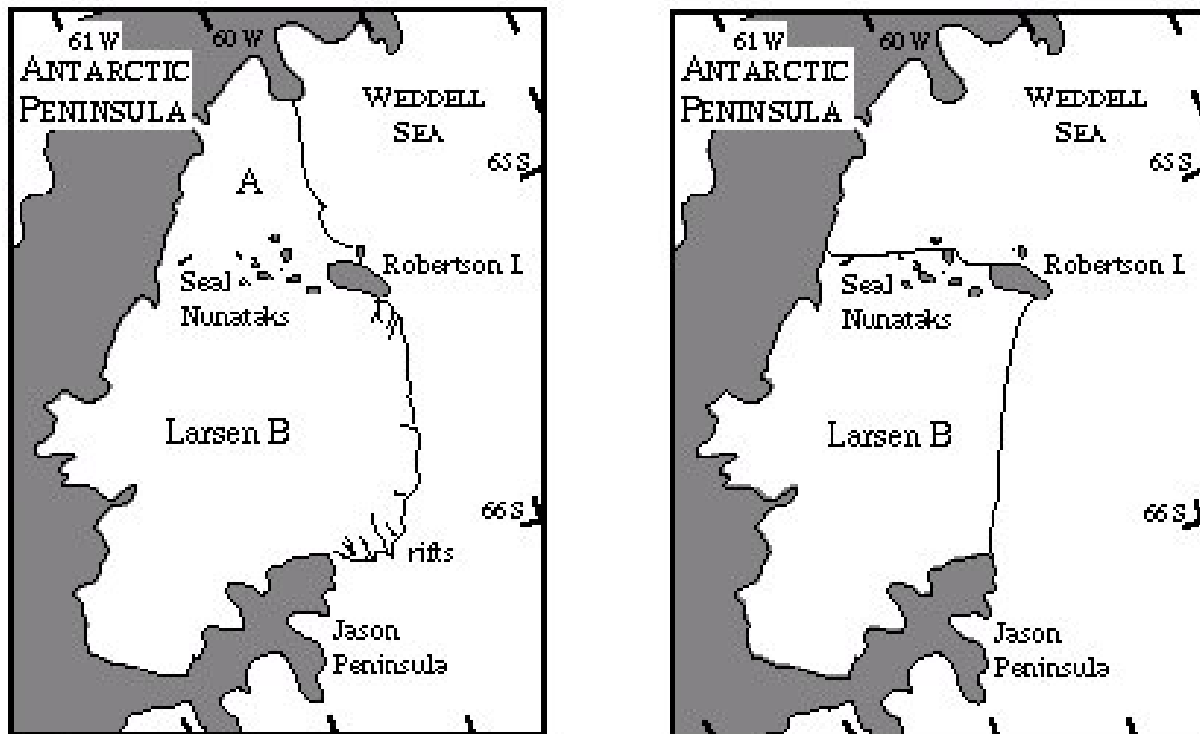 61 W
60 W
ANTARCTIC
PENINSULA
WEDDELL
SEA
65 S
A
Robertson I.
Seal
Nunataks
Larsen B
66 S
rifts
Jason
Peninsula
61 W
60 W
ANTARCTIC
PENINSULA
WEDDELL
SEA
65 S
Robertson I.
Seal
Nunataks
Larsen B
66 S
Jason
Peninsula